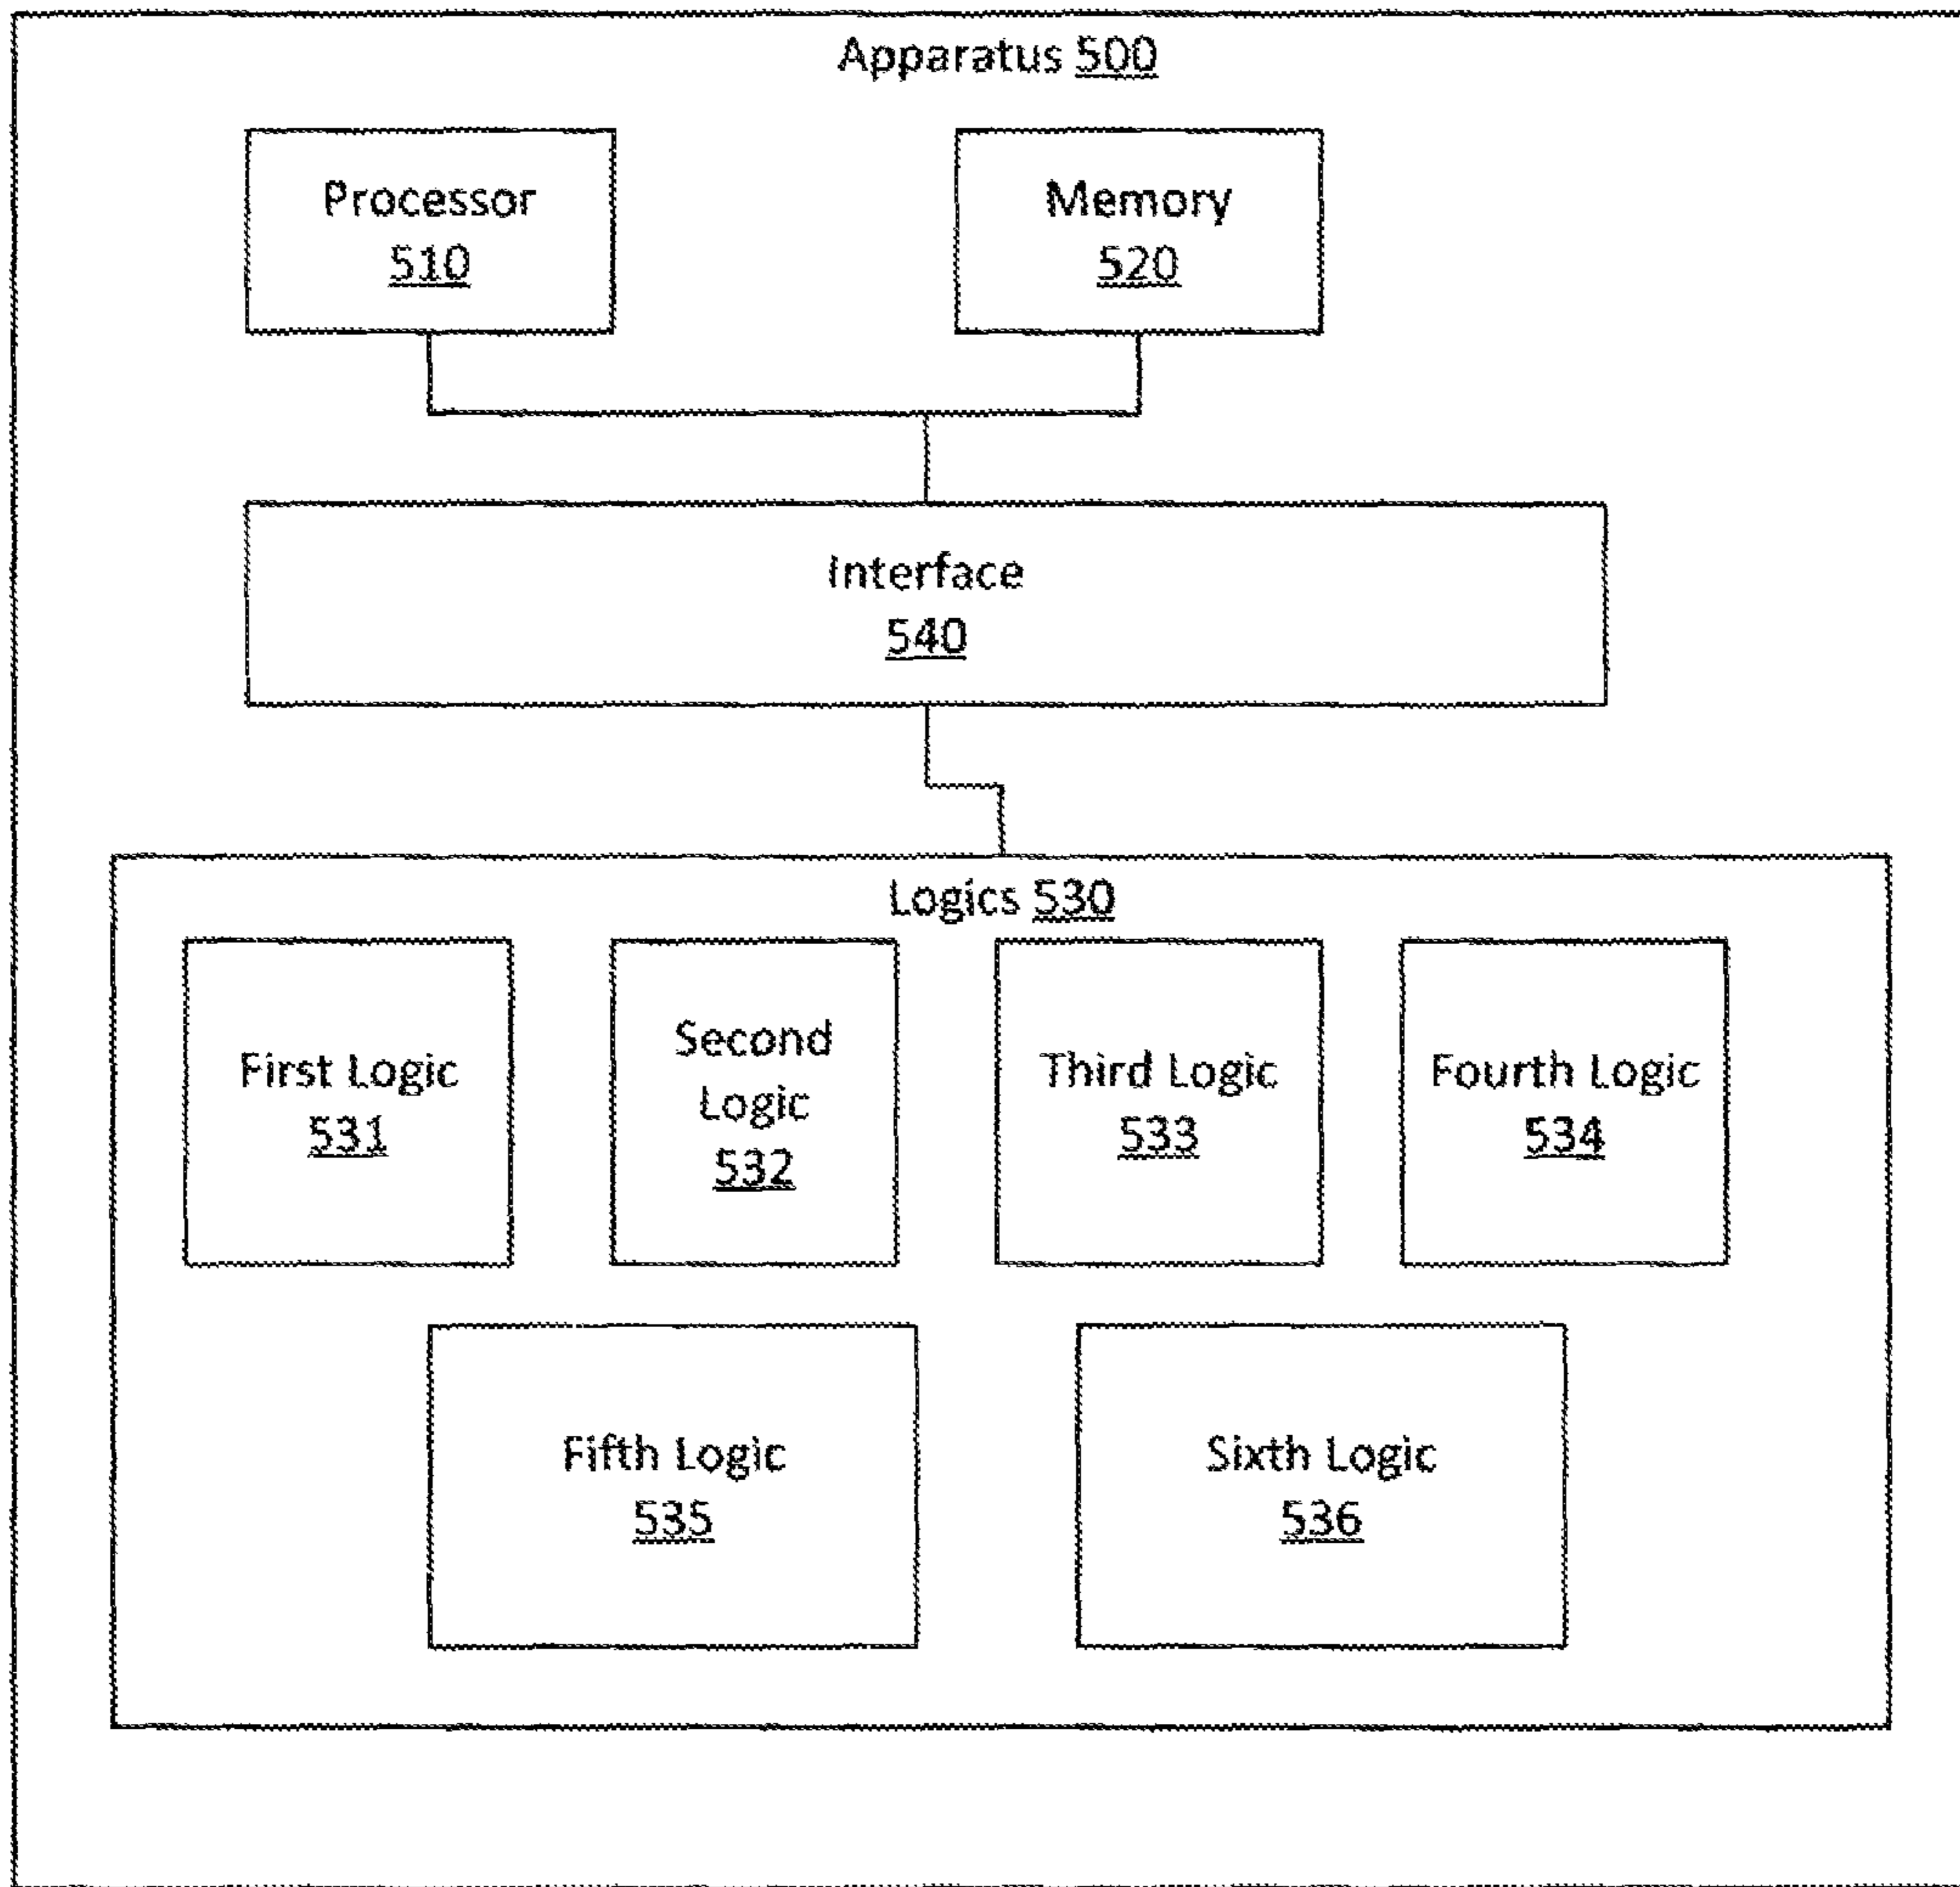 Apparatus 500
Processor
510
Memory
520
Interface
540
Logics 530
First Logic
531
Second
Logic
532
Third Logic
533
Fourth Logic
534
Fifth Logic
535
Sixth Logic
536